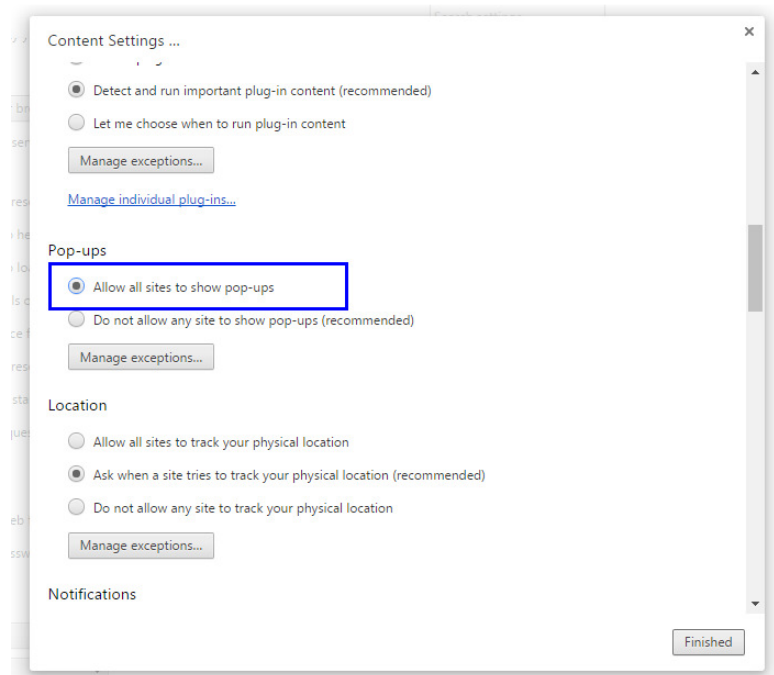 Content Settings ...
Detect and run important plug-in content (recommended)
Let me choose when to run plug-in content
Manage exceptions...
Manage individual plug-ins...
Pop-ups
Allow all sites to show pop-ups
Do not allow any site to show pop-ups (recommended)
Manage exceptions...
Location
Allow all sites to track your physical location
Ask when a site tries to track your physical location (recommended)
Do not allow any site to track your physical location
Manage exceptions...
Notifications
Finished